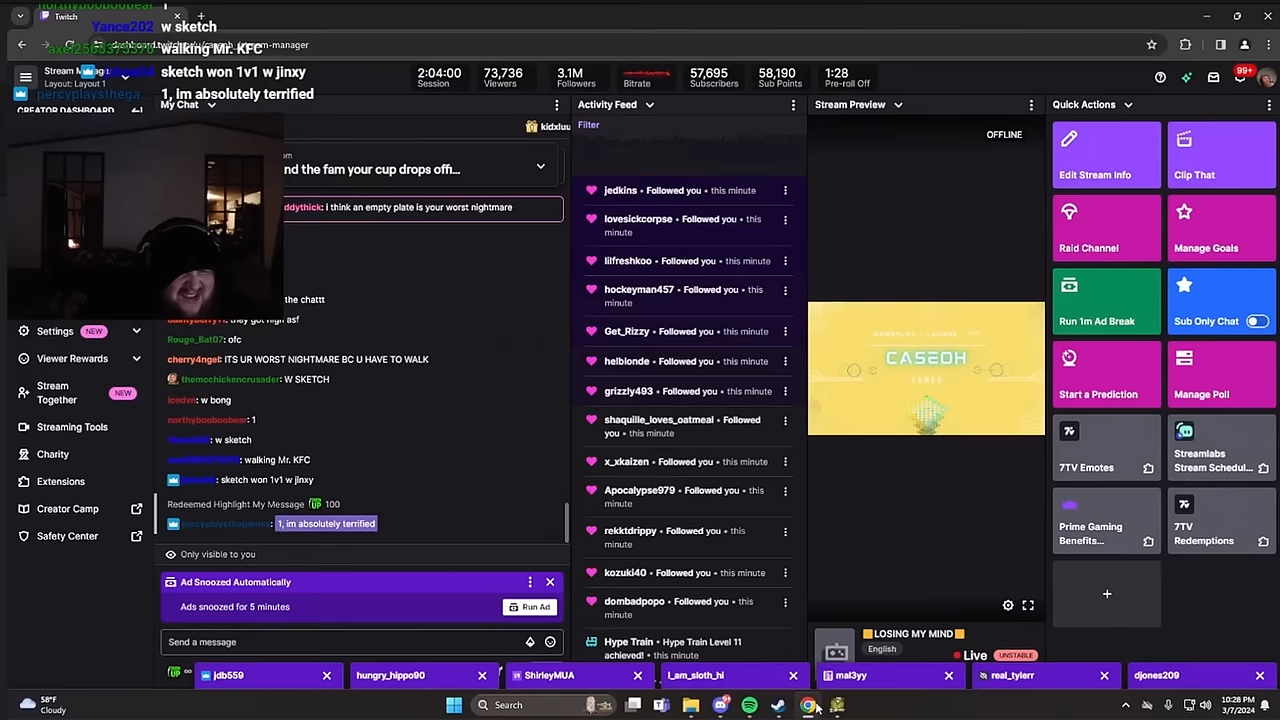 Yance202
w sketch
walking Mr. KFC
sketch won 1v1 w jinxy
percyplaysthega...
1, im absolutely terrified
Twitch
Layout: Layout
CREATOR DASHBOARD
2:04:00
Session
73,736
Viewers
3.1M
Followers
Bitrate
57,695
Subscribers
58,190
Sub Points
1:28
Pre-roll Off
99+
My Chat
kidxluu
nd the fam your cup drops offi...
ddythick: i think an empty plate is your worst nightmare
the chattt
Rouge_Bat07: ofc
cherry4ngel: ITS UR WORST NIGHTMARE BC U HAVE TO WALK
themcchickencrusader: W SKETCH
icedvn: w bong
northybooboobear: 1
w sketch
walking Mr. KFC
sketch won 1v1 w jinxy
Redeemed Highlight My Message UP 100
percyplaysthegames: 1, im absolutely terrified
Only visible to you
Ad Snoozed Automatically
Ads snoozed for 5 minutes
Run Ad
Send a message
Settings NEW
Viewer Rewards
Stream
Together
NEW
Streaming Tools
Charity
Extensions
Creator Camp
Safety Center
Activity Feed
Filter
jedkins • Followed you • this minute
lovesickcorpse • Followed you • this
minute
lilfreshkoo • Followed you • this minute
hockeyman457 • Followed you • this
minute
Get_Rizzy • Followed you • this minute
helblonde • Followed you • this minute
grizzly493 • Followed you • this minute
shaquille_loves_oatmeal • Followed
you • this minute
x_xkaizen • Followed you • this minute
Apocalypse979 • Followed you • this
minute
rekktdrippy • Followed you • this
minute
kozuki40 • Followed you • this minute
dombadpopo • Followed you • this
minute
Hype Train • Hype Train Level 11
achieved! • this minute
Stream Preview
OFFLINE
CASEOH
GAMES
LOSING MY MIND
English
Live
UNSTABLE
Quick Actions
Edit Stream Info
Clip That
Raid Channel
Manage Goals
Run 1m Ad Break
Sub Only Chat
Start a Prediction
Manage Poll
7TV Emotes
Streamlabs
Stream Schedul...
Prime Gaming
Benefits...
7TV
Redemptions
UP
jdb559
hungry_hippo90
ShirleyMUA
I_am_sloth_hi
mal3yy
real_tylerr
djones209
58°F
Cloudy
Search
10:28 PM
3/7/2024